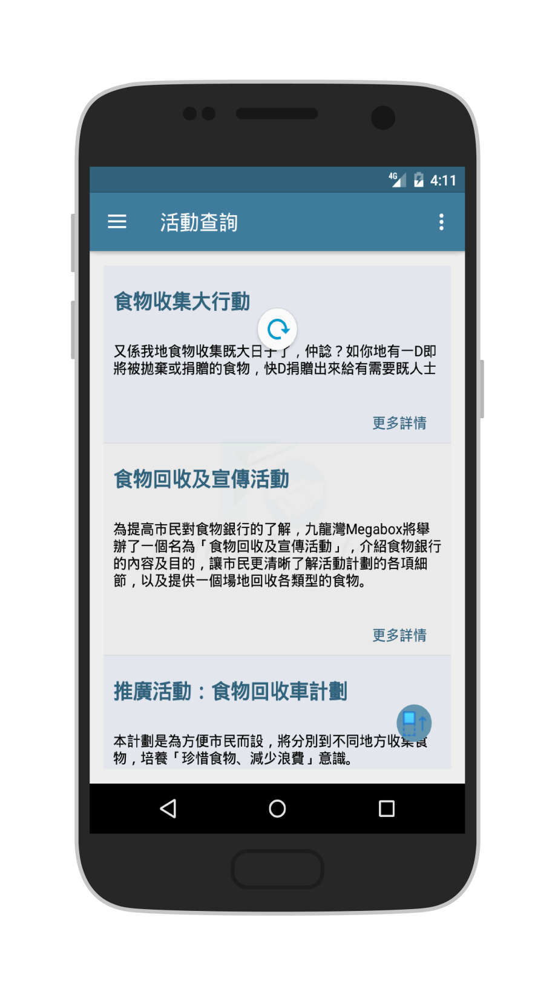 4G 4:11
活動查詢
食物收集大行動
又係我地食物收集既大日子了，仲諗？如你地有一D即
將被拋棄或捐贈的食物，快D捐贈出來給有需要既人士
更多詳情
食物回收及宣傳活動
為提高市民對食物銀行的了解，九龍灣Megabox將舉
辦了一個名為「食物回收及宣傳活動」，介紹食物銀行
的內容及目的，讓市民更清晰了解活動計劃的各項細
節，以及提供一個場地回收各類型的食物。
更多詳情
推廣活動：食物回收車計劃
本計劃是為方便市民而設，將分別到不同地方收集食
物，培養「珍惜食物、減少浪費」意識。